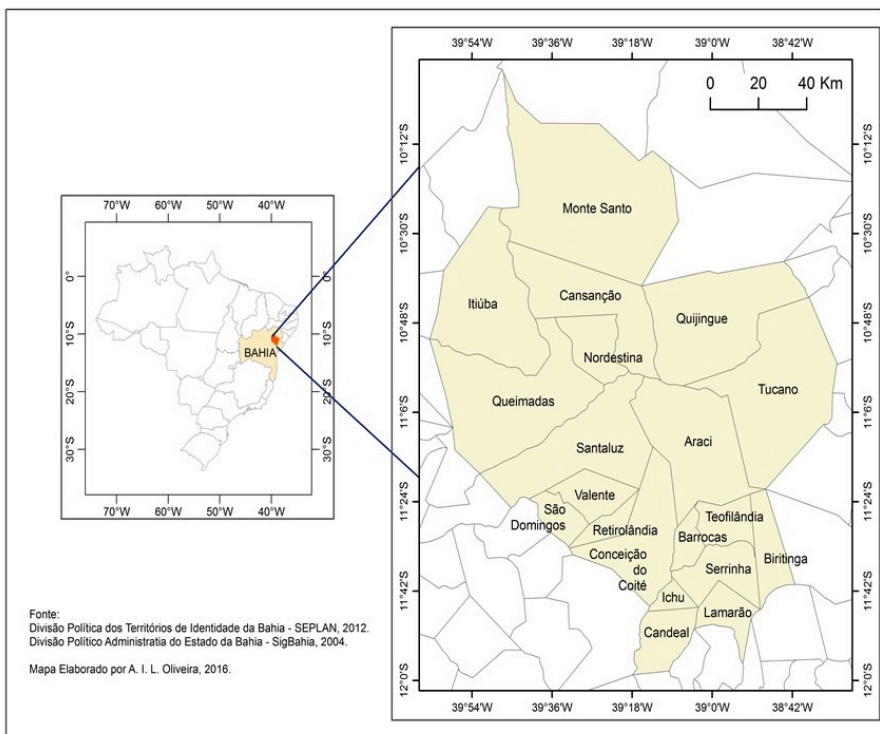 70°W 60°W 50°W 40°W
0°
10°S
20°S
30°S
0°
10°S
20°S
30°S
BAHIA
70°W 60°W 50°W 40°W
39°54'W 39°36'W 39°18'W 39°0'W 38°42'W
0 20 40 Km
10°12'S
10°30'S
10°48'S
11°6'S
11°24'S
11°42'S
12°0'S
10°12'S
10°30'S
10°48'S
11°6'S
11°24'S
11°42'S
12°0'S
Monte Santo
Itiúba
Cansanção
Quijingue
Nordestina
Queimadas
Tucano
Santaluz
Araci
Valente
São
Domingos
Retirolândia
Teofilândia
Barrocas
Conceição
do
Coité
Serrinha
Biritinga
Ichu
Lamarão
Candeal
39°54'W 39°36'W 39°18'W 39°0'W 38°42'W
Fonte:
Divisão Política dos Territórios de Identidade da Bahia - SEPLAN, 2012.
Divisão Político Administratia do Estado da Bahia - SigBahia, 2004.
Mapa Elaborado por A. I. L. Oliveira, 2016.